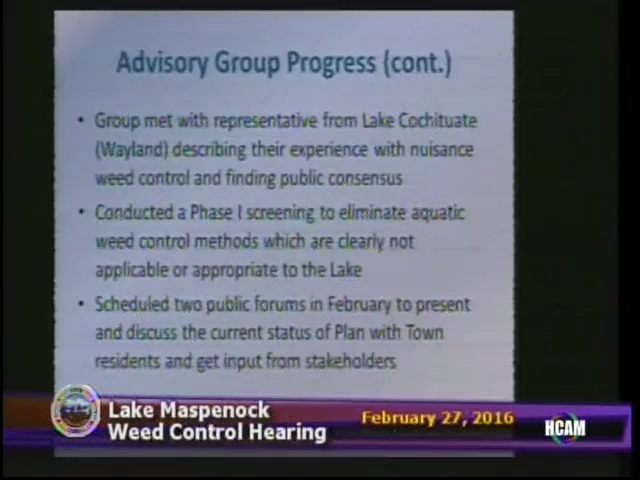 Advisory Group Progress (cont.)
• Group met with representative from Lake Cochituate
(Wayland) describing their experience with nuisance
weed control and finding public consensus
• Conducted a Phase I screening to eliminate aquatic
weed control methods which are clearly not
applicable or appropriate to the Lake
• Scheduled two public forums in February to present
and discuss the current status of Plan with Town
residents and get input from stakeholders
Lake Maspenock
Weed Control Hearing
February 27, 2016
HCAM